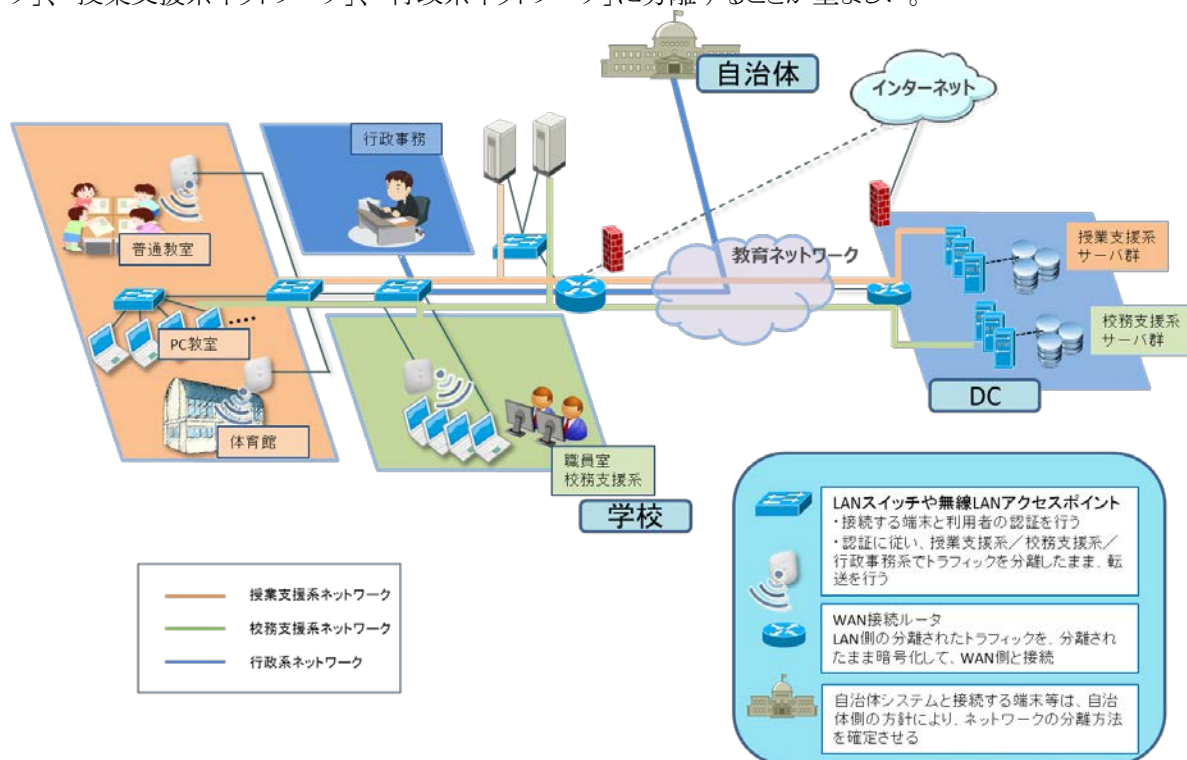 」、「授業支援系ネットワーク」、「行政系ネットワーク」に分離することが望ましい。
自治体
インターネット
行政事務
普通教室
教育ネットワーク
授業支援系
サーバ群
PC教室
校務支援系
サーバ群
DC
体育館
職員室
校務支援系
学校
LANスイッチや無線LANアクセスポイント
・接続する端末と利用者の認証を行う
・認証に従い、授業支援系／校務支援系／
行政事務系でトラフィックを分離したまま、転
送を行う
授業支援系ネットワーク
校務支援系ネットワーク
行政系ネットワーク
WAN接続ルータ
LAN側の分離されたトラフィックを、分離され
たまま暗号化して、WAN側と接続
自治体システムと接続する端末等は、自治
体側の方針により、ネットワークの分離方法
を確定させる